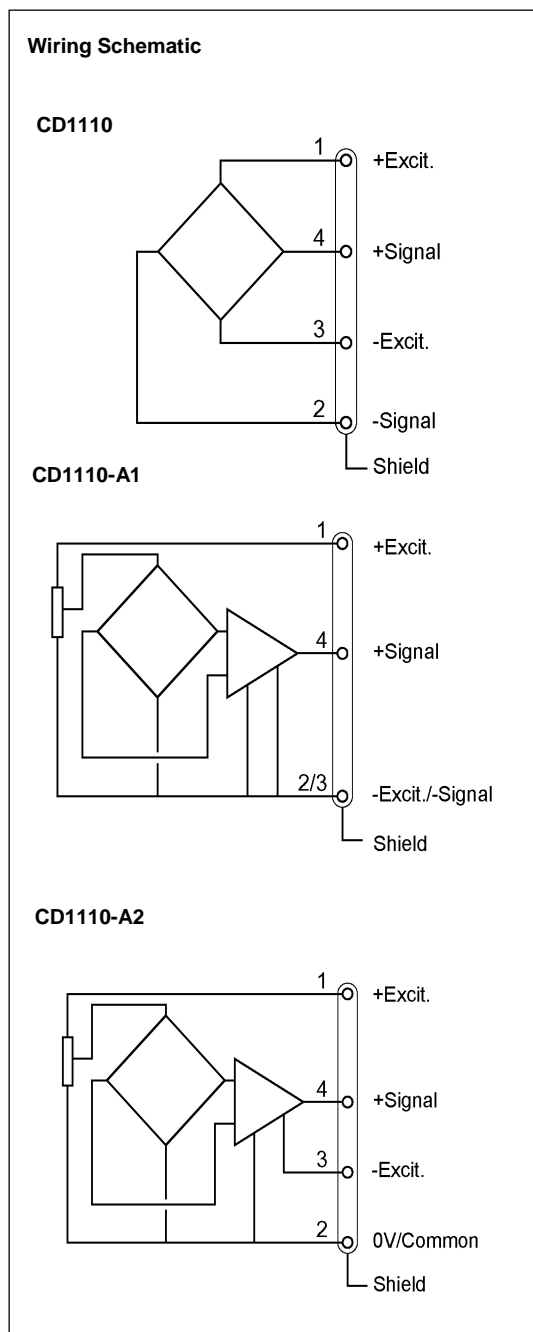 Wiring Schematic
CD1110
1
+Excit.
4
+Signal
3
-Excit.
2
-Signal
Shield
CD1110-A1
1
+Excit.
4
+Signal
2/3
-Excit./-Signal
Shield
CD1110-A2
1
+Excit.
4
+Signal
3
-Excit.
2
0V/Common
Shield